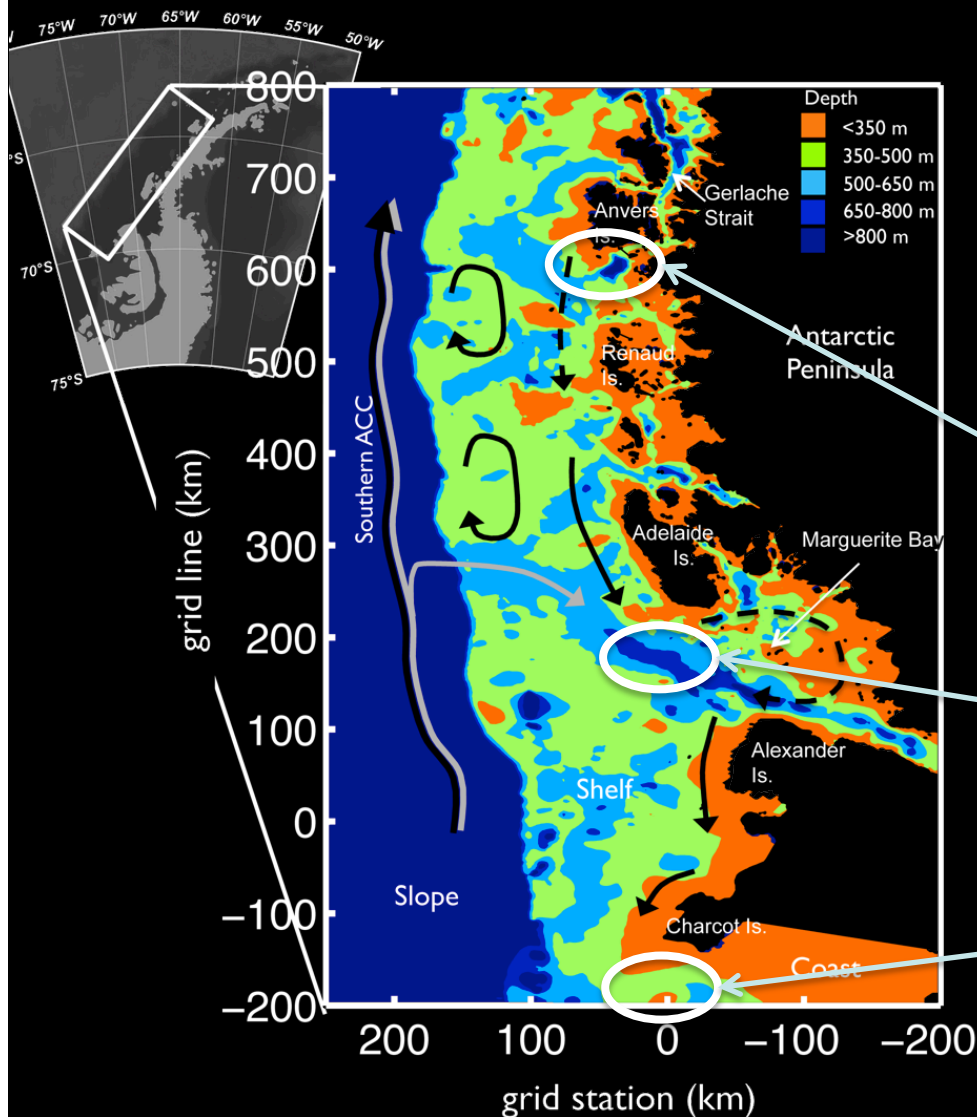 75°W 70°W 65°W 60°W 55°W 50°W
°S
70°S
75°S
800
700
600
500
400
300
200
100
0
−100
−200
grid line (km)
200 100 0 −100 −200
grid station (km)
Depth
<350 m
350-500 m
500-650 m
650-800 m
>800 m
Gerlache
Strait
Anvers
Is.
Antarctic
Peninsula
Renaud
Is.
Southern ACC
Adelaide
Is.
Marguerite Bay
Alexander
Is.
Shelf
Slope
Charcot Is.
Coast